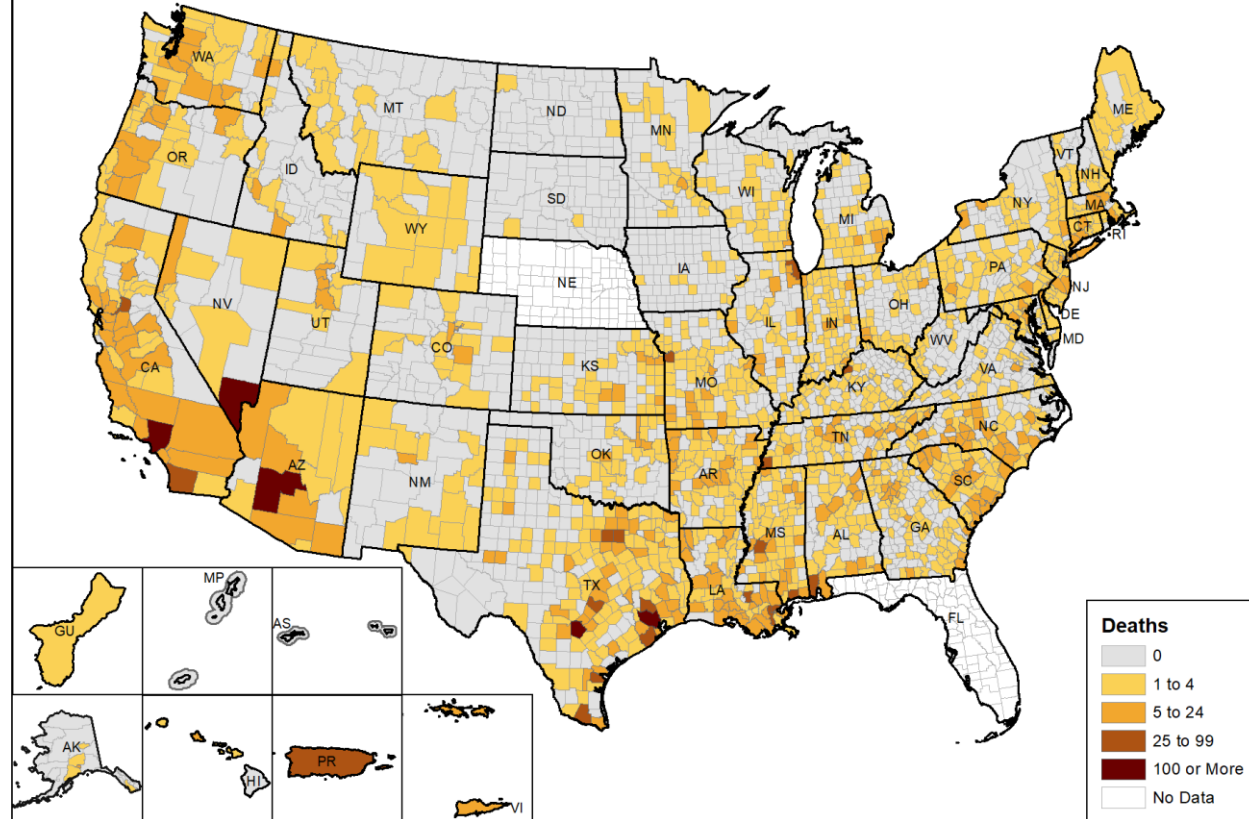 WA
MT
ND
MN
ME
OR
ID
SD
WI
MI
VT
NH
NY
MA
CT
RI
WY
IA
PA
NJ
NE
NV
UT
CO
IL
IN
OH
DE
MD
WV
VA
CA
KS
MO
KY
AZ
NM
OK
AR
TN
NC
SC
MS
AL
GA
TX
LA
FL
GU
MP
AS
AK
HI
PR
VI
Deaths
0
1 to 4
5 to 24
25 to 99
100 or More
No Data